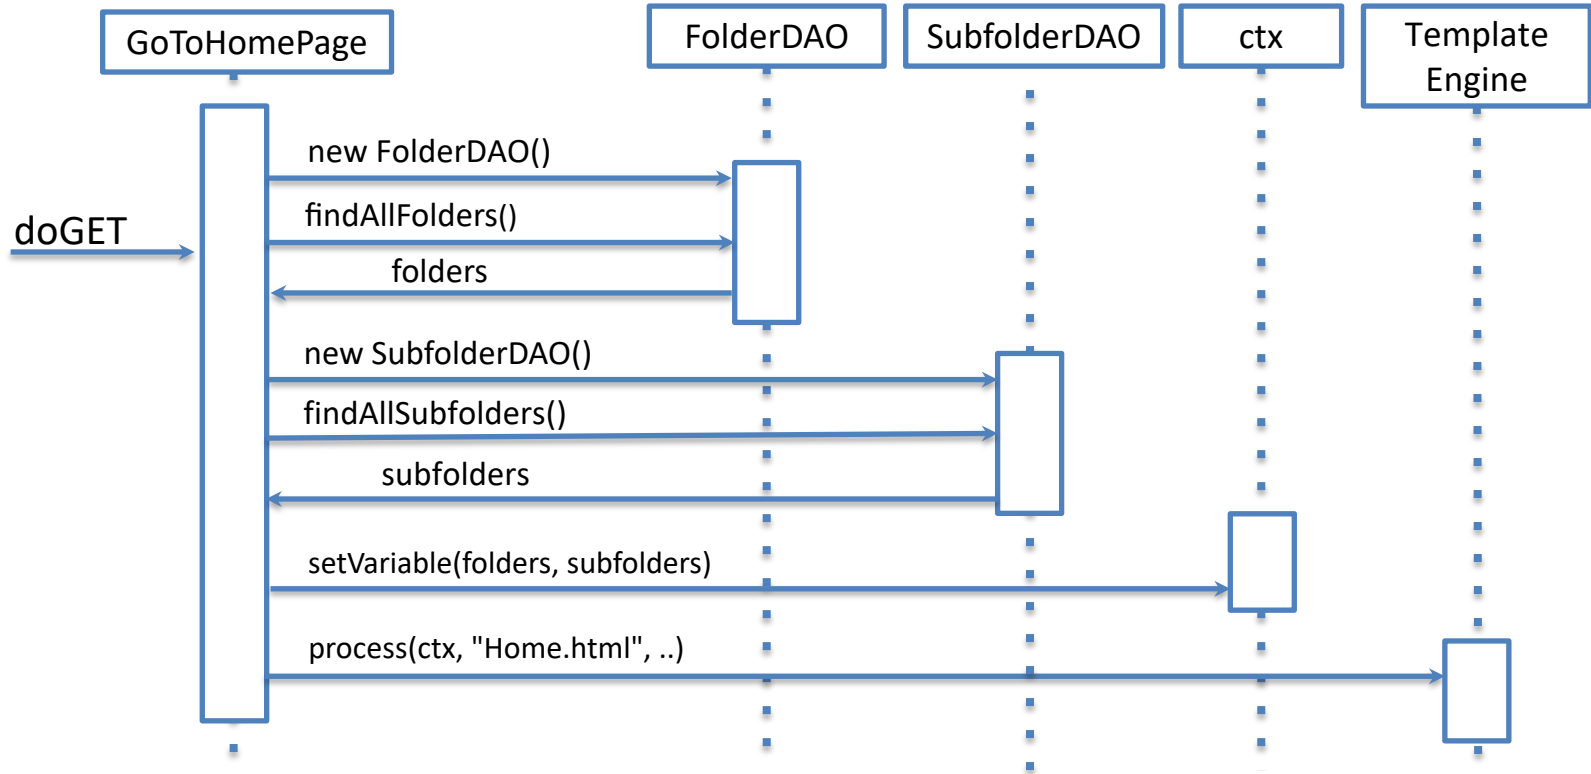 GoToHomePage
FolderDAO
SubfolderDAO
ctx
Template
Engine
new FolderDAO()
findAllFolders()
doGET
folders
new SubfolderDAO()
findAllSubfolders()
subfolders
setVariable(folders, subfolders)
process(ctx, "Home.html", ..)